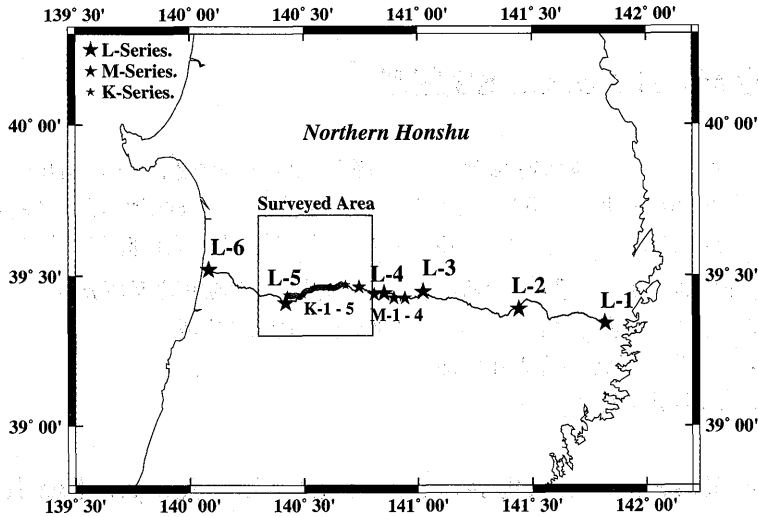 139° 30' 140° 00' 140° 30' 141° 00' 141° 30' 142° 00'
L-Series.
M-Series.
K-Series.
40° 00' 40° 00'
Northern Honshu
Surveyed Area
L-6
L-5 L-4 L-3
39° 30' L-2 39° 30'
L-1
K-1 - 5 M-1 - 4
39° 00' 39° 00'
139° 30' 140° 00' 140° 30' 141° 00' 141° 30' 142° 00'